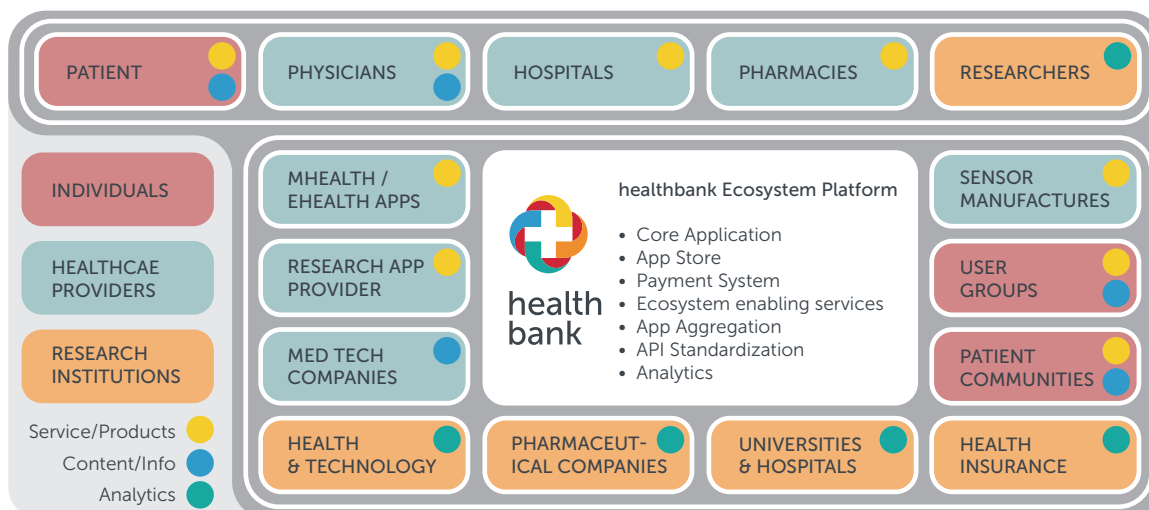 PATIENT
PHYSICIANS
HOSPITALS
PHARMACIES
RESEARCHERS
INDIVIDUALS
HEALTHCAE
PROVIDERS
RESEARCH
INSTITUTIONS
Service/Products
Content/Info
Analytics
MHEALTH /
EHEALTH APPS
RESEARCH APP
PROVIDER
MED TECH
COMPANIES
health
bank
healthbank Ecosystem Platform
• Core Application
• App Store
• Payment System
• Ecosystem enabling services
• App Aggregation
• API Standardization
• Analytics
SENSOR
MANUFACTURES
USER
GROUPS
PATIENT
COMMUNITIES
HEALTH
& TECHNOLOGY
PHARMACEUT-
ICAL COMPANIES
UNIVERSITIES
& HOSPITALS
HEALTH
INSURANCE